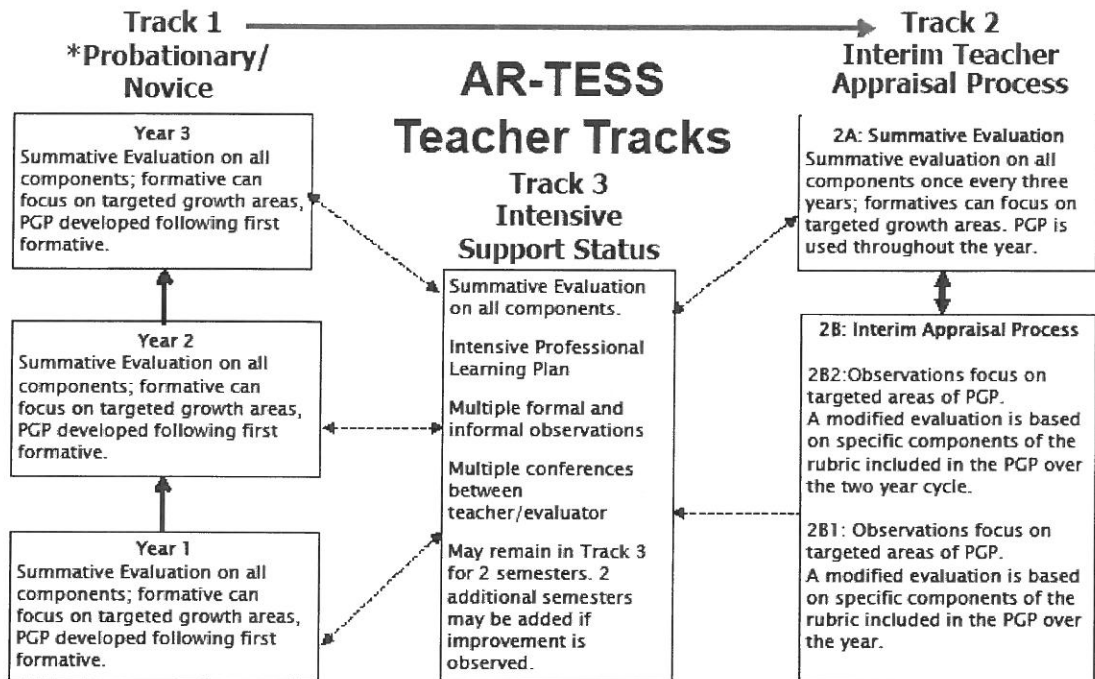 Track 1
*Probationary/
Novice
AR-TESS
Teacher Tracks
Track 2
Interim Teacher
Appraisal Process
Year 3
Summative Evaluation on all
components; formative can
focus on targeted growth areas,
PGP developed following first
formative.
Year 2
Summative Evaluation on all
components; formative can
focus on targeted growth areas,
PGP developed following first
formative.
Year 1
Summative Evaluation on all
components; formative can
focus on targeted growth areas,
PGP developed following first
formative.
Track 3
Intensive
Support Status
Summative Evaluation
on all components.
Intensive Professional
Learning Plan
Multiple formal and
informal observations
Multiple conferences
between
teacher/evaluator
May remain in Track 3
for 2 semesters. 2
additional semesters
may be added if
improvement is
observed.
2A: Summative Evaluation
Summative evaluation on all
components once every three
years; formatives can focus on
targeted growth areas. PGP is
used throughout the year.
2B: Interim Appraisal Process
2B2:Observations focus on
targeted areas of PGP.
A modified evaluation is based
on specific components of the
rubric included in the PGP over
the two year cycle.
2B1: Observations focus on
targeted areas of PGP.
A modified evaluation is based
on specific components of the
rubric included in the PGP over
the year.